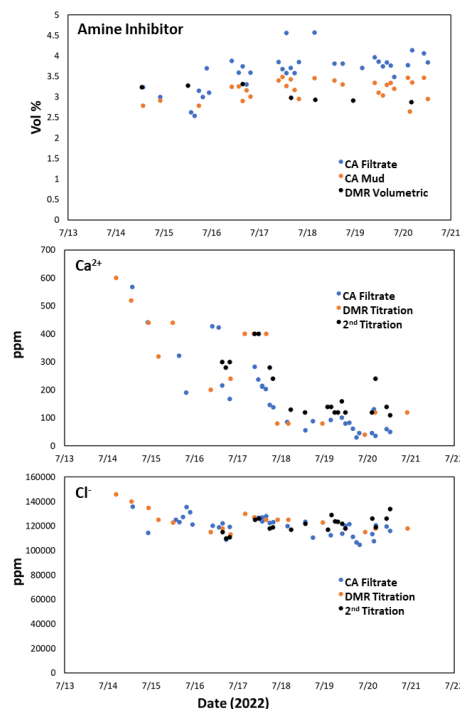 Amine Inhibitor
5
4.5
4
3.5
3
2.5
2
1.5
1
0.5
0
Vol %
CA Filtrate
CA Mud
DMR Volumetric
7/13 7/14 7/15 7/16 7/17 7/18 7/19 7/20 7/21
Ca2+
700
600
500
400
300
200
100
0
ppm
CA Filtrate
DMR Titration
2nd Titration
7/13 7/14 7/15 7/16 7/17 7/18 7/19 7/20 7/21
Cl-
160000
140000
120000
100000
80000
60000
40000
20000
0
ppm
CA Filtrate
DMR Titration
2nd Titration
7/13 7/14 7/15 7/16 7/17 7/18 7/19 7/20 7/21 7/22
Date (2022)